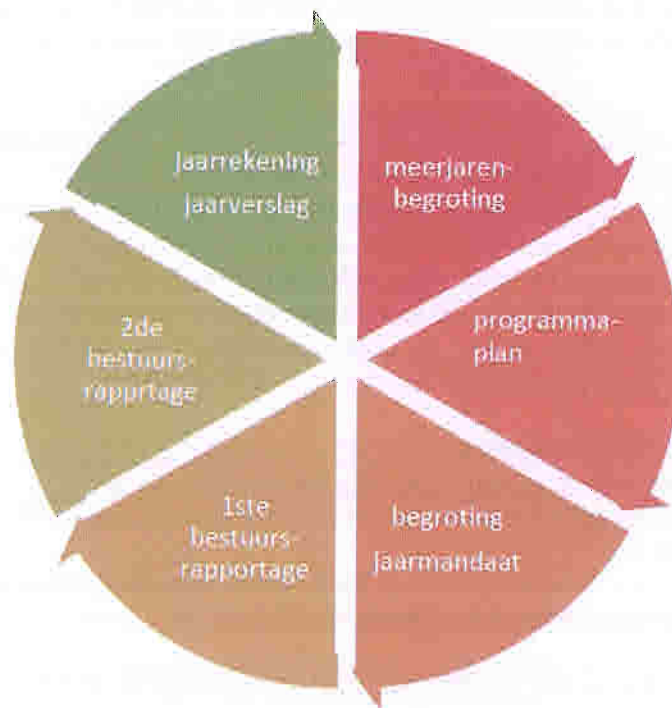 meerjaren-
begroting
programma-
plan
begroting
jaarmandaat
1ste
bestuurs-
rapportage
2de
bestuurs-
rapportage
jaarrekening
jaarverslag